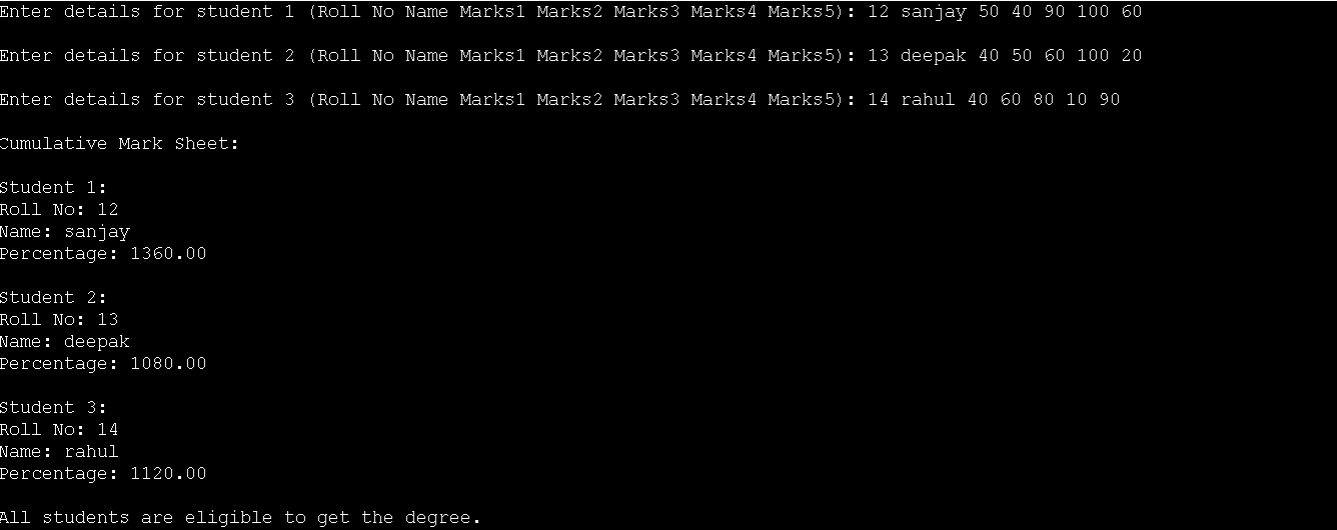 Enter details for student 1 (Roll No Name Marks1 Marks2 Marks3 Marks4 Marks5): 12 sanjay 50 40 90 100 60
Enter details for student 2 (Roll No Name Marks1 Marks2 Marks3 Marks4 Marks5): 13 deepak 40 50 60 100 20
Enter details for student 3 (Roll No Name Marks1 Marks2 Marks3 Marks4 Marks5): 14 rahul 40 60 80 10 90
Cumulative Mark Sheet:
Student 1:
Roll No: 12
Name: sanjay
Percentage: 1360.00
Student 2:
Roll No: 13
Name: deepak
Percentage: 1080.00
Student 3:
Roll No: 14
Name: rahul
Percentage: 1120.00
All students are eligible to get the degree.